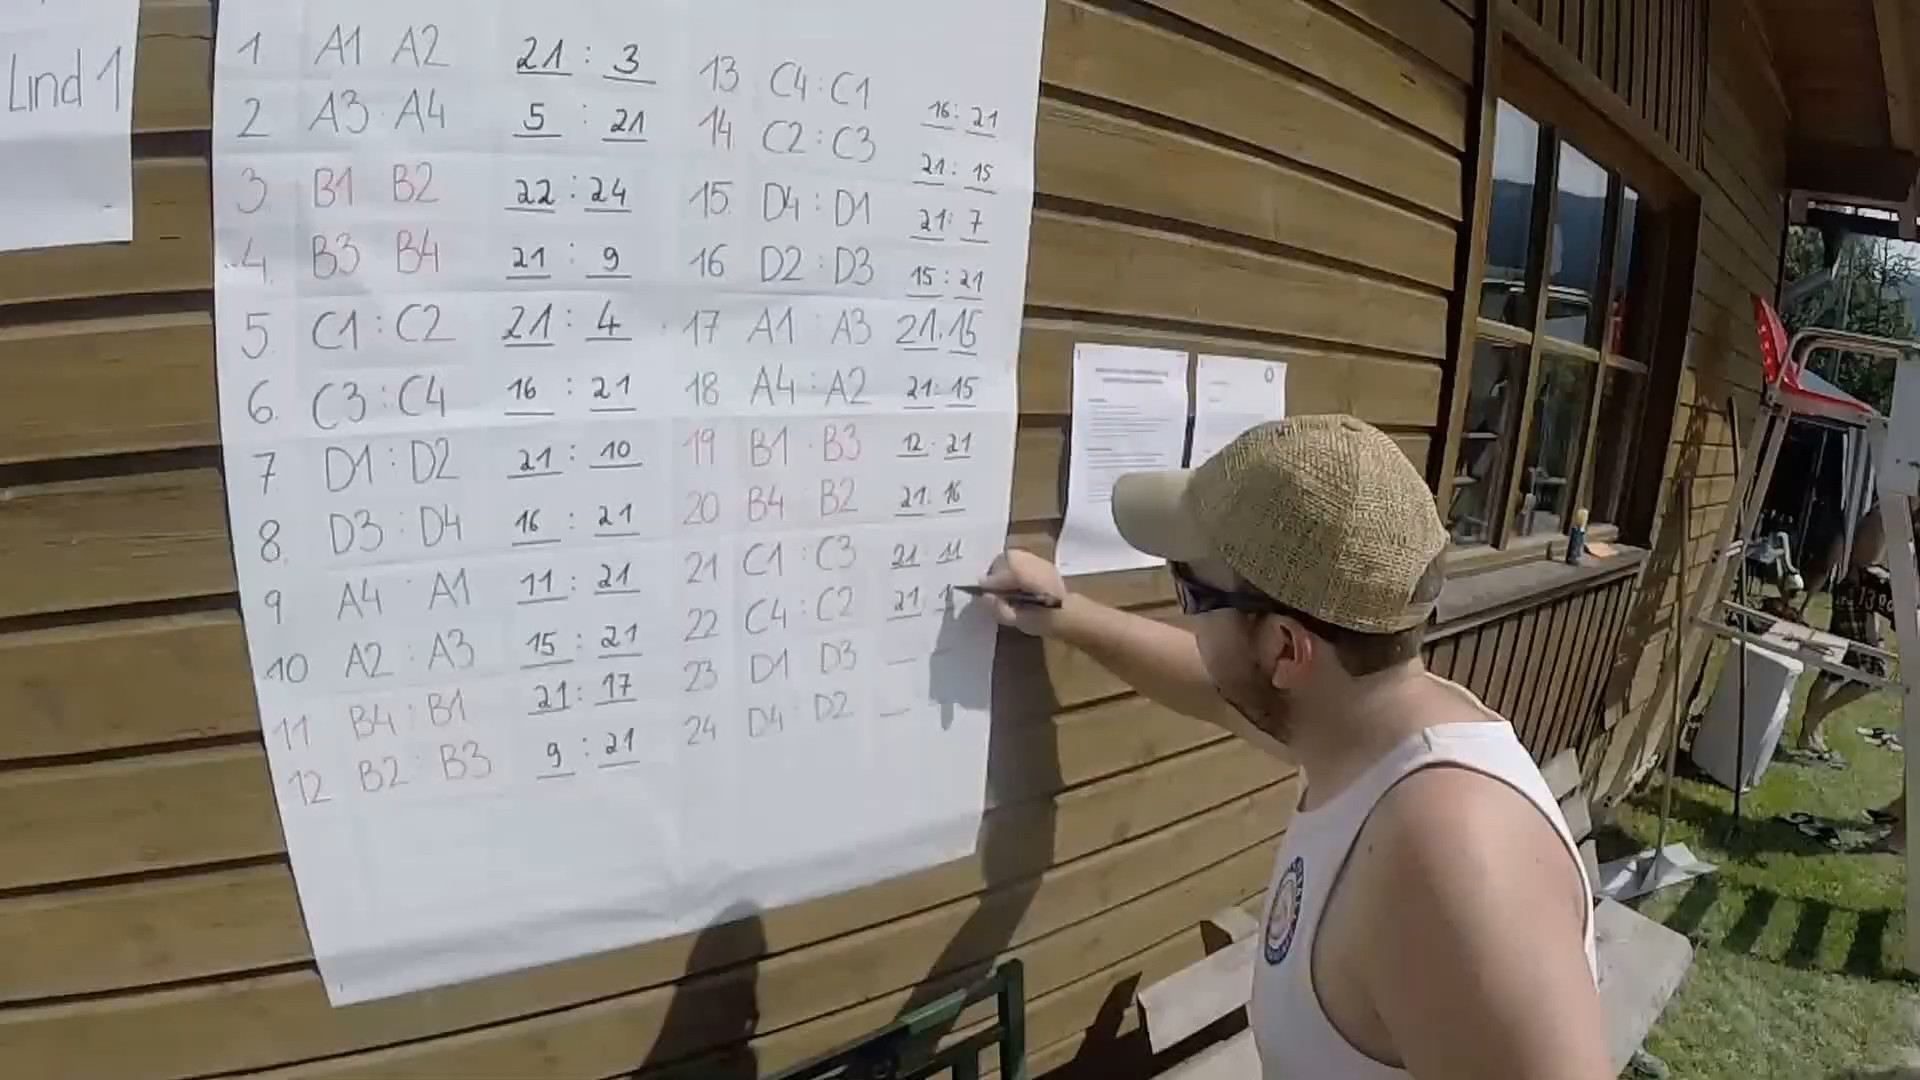 Lind 1
1 A1 A2 21 : 3
2 A3 : A4 5 : 21
3. B1 B2 22 : 24
4. B3 B4 21 : 9
5. C1 : C2 21 : 4
6. C3 : C4 16 : 21
7 D1 : D2 21 : 10
8. D3 : D4 16 : 21
9 A4 : A1 11 : 21
10 A2 : A3 15 : 21
11 B4 : B1 21 : 17
12 B2 : B3 9 : 21
13 C4 : C1 16 : 21
14 C2 : C3 21 : 15
15. D4 : D1 21 : 7
16 D2 : D3 15 : 21
17 A1 : A3 21 : 15
18 A4 : A2 21 : 15
19 B1 : B3 12 : 21
20 B4 : B2 21 : 16
21 C1 : C3 21 : 11
22 C4 : C2 21 : 1
23 D1 D3
24 D4 : D2